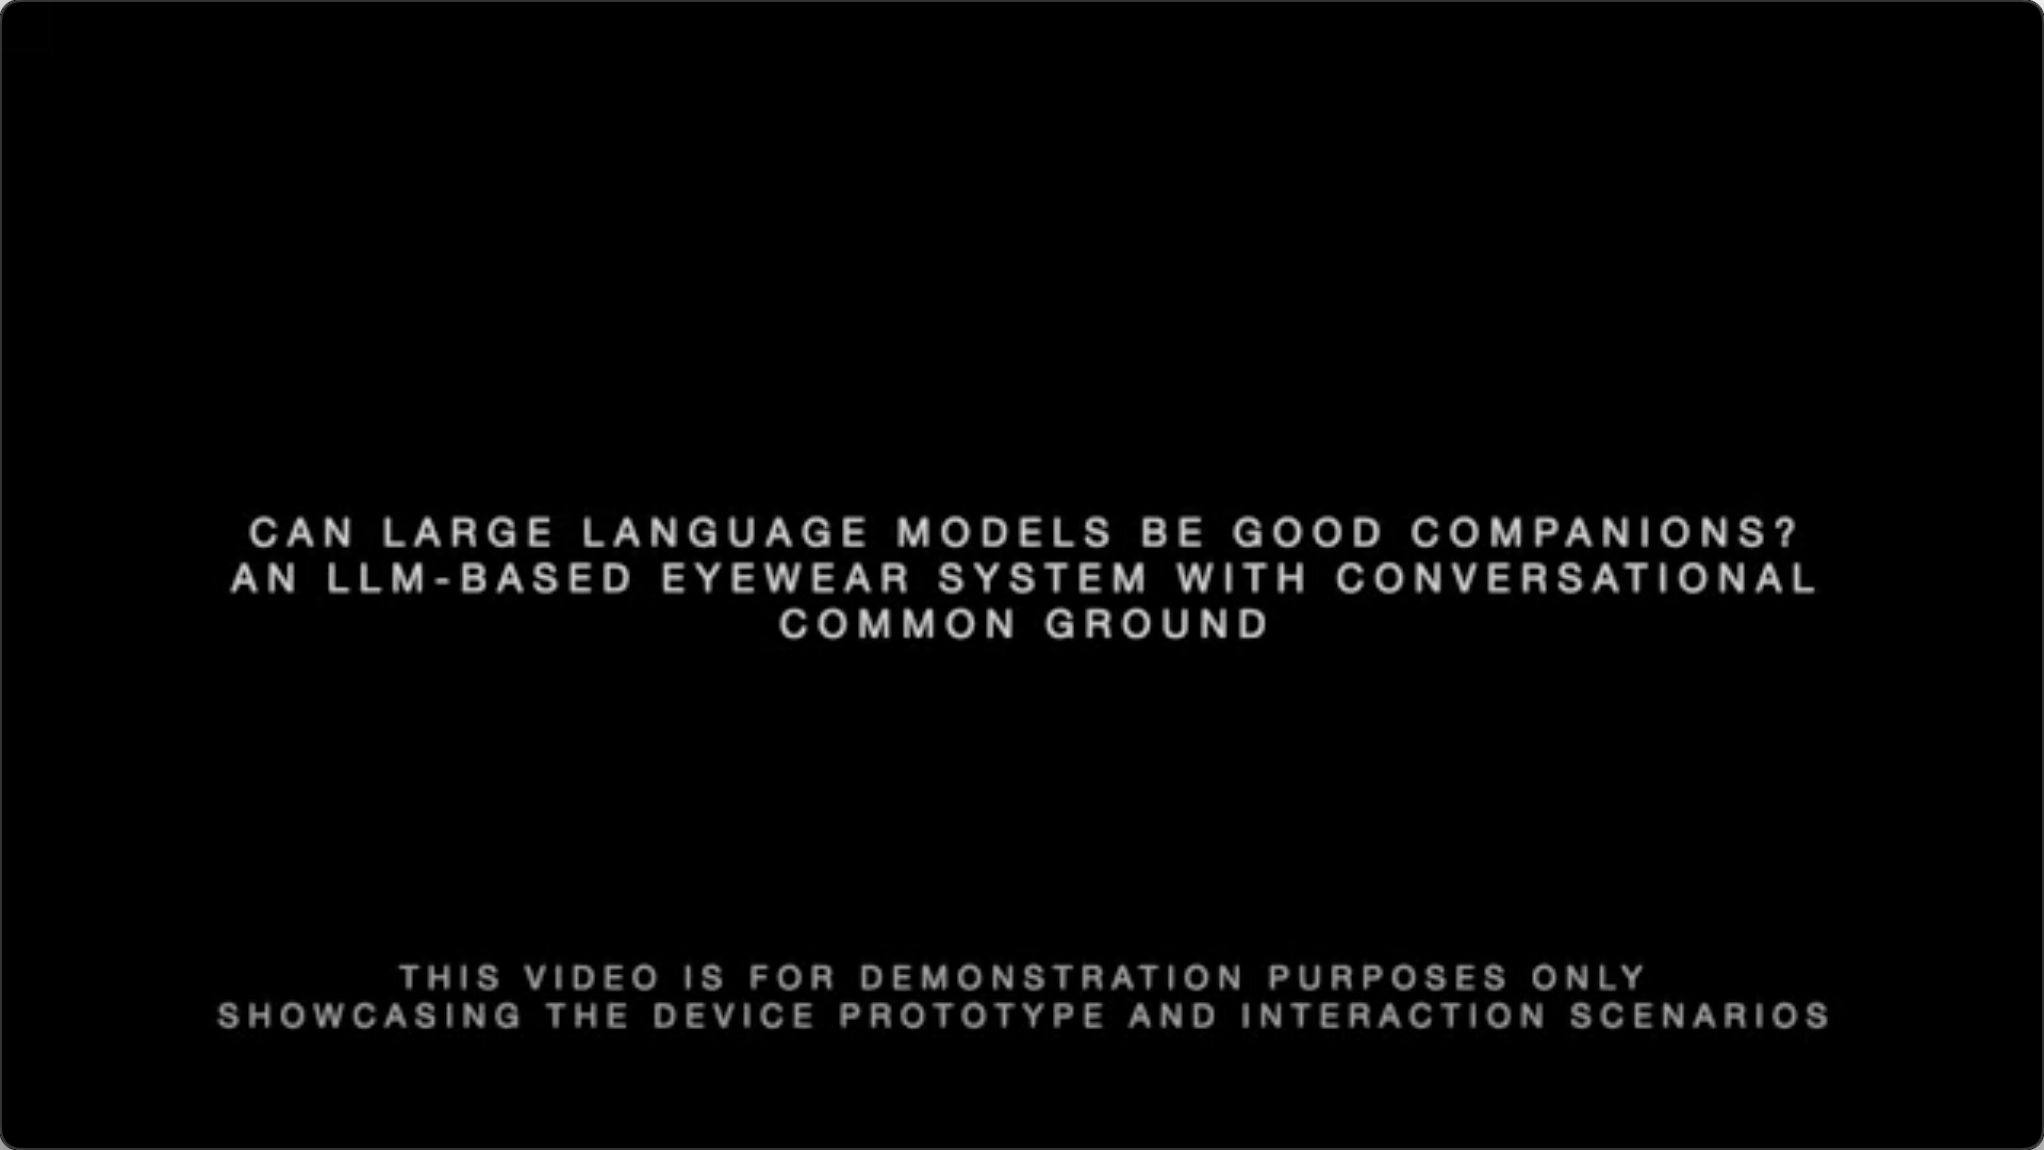 CAN LARGE LANGUAGE MODELS BE GOOD COMPANIONS?
AN LLM-BASED EYEWEAR SYSTEM WITH CONVERSATIONAL
COMMON GROUND
THIS VIDEO IS FOR DEMONSTRATION PURPOSES ONLY
SHOWCASING THE DEVICE PROTOTYPE AND INTERACTION SCENARIOS